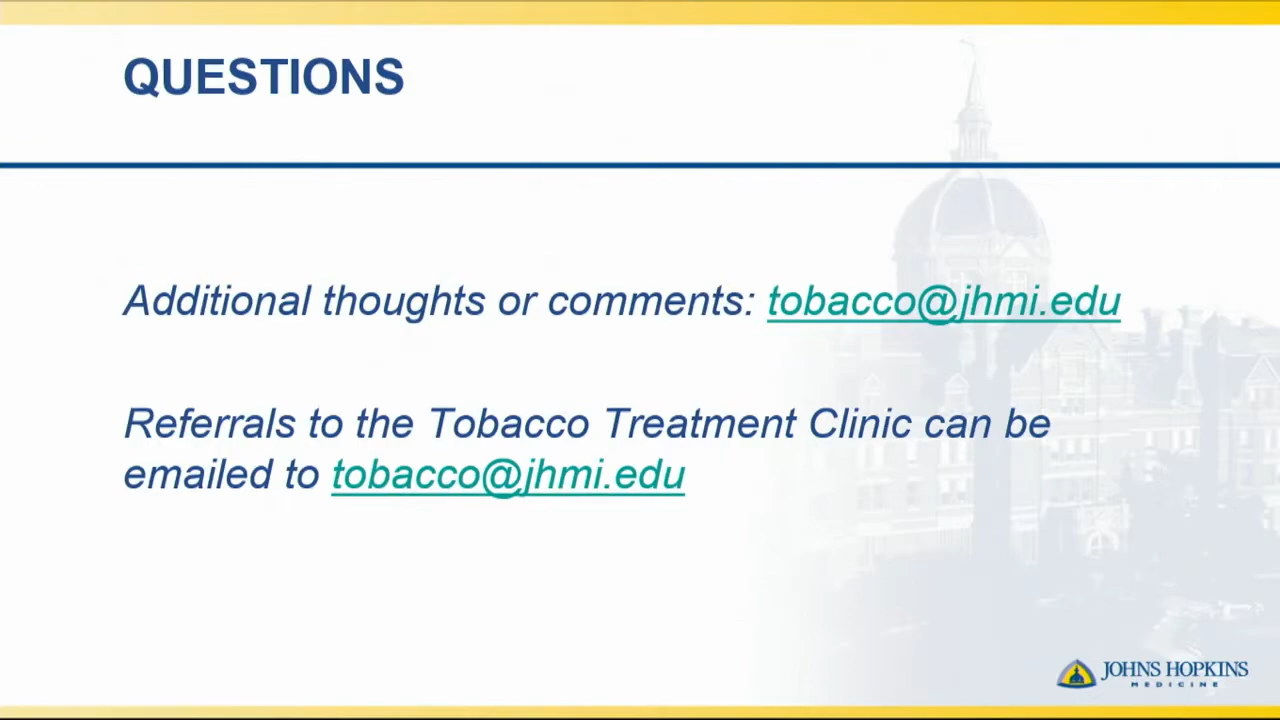 QUESTIONS
Additional thoughts or comments: tobacco@jhmi.edu
Referrals to the Tobacco Treatment Clinic can be
emailed to tobacco@jhmi.edu
JOHNS HOPKINS
MEDICINE